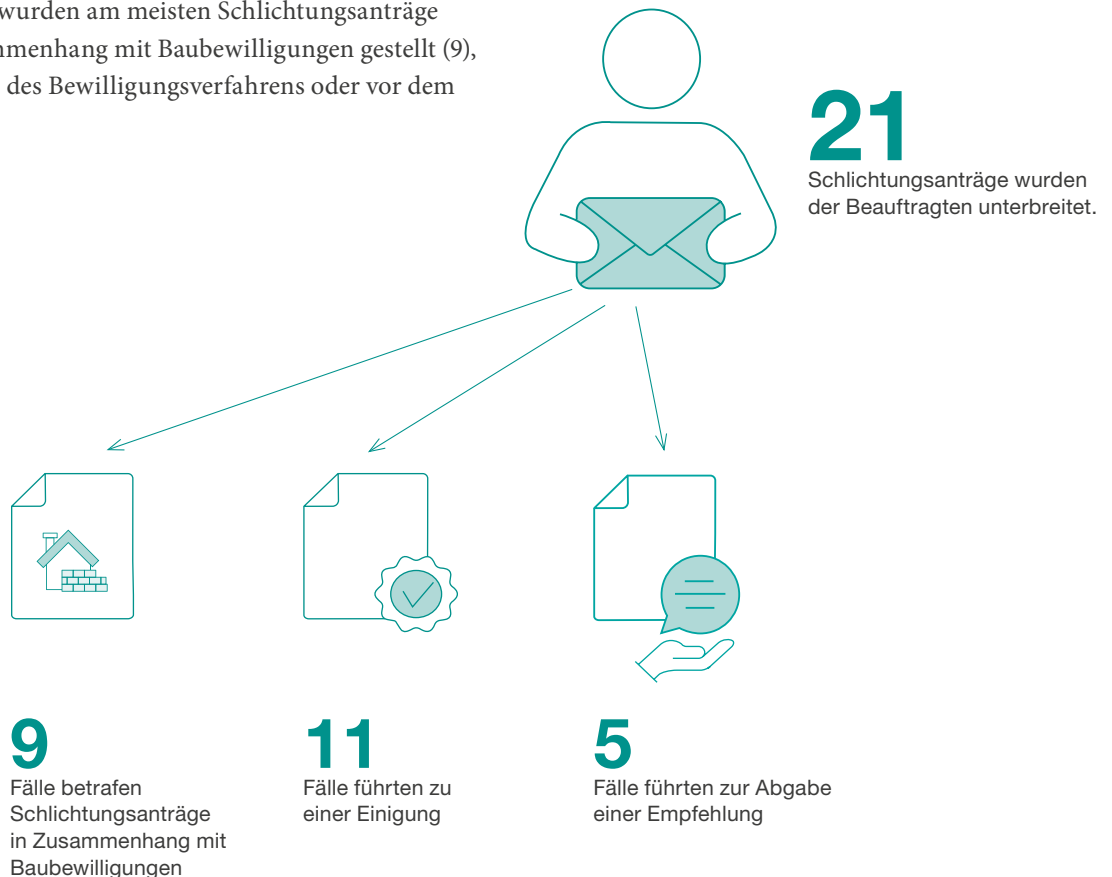 wurden am meisten Schlichtungsanträge
mmenhang mit Baubewilligungen gestellt (9),
des Bewilligungsverfahrens oder vor dem
21
Schlichtungsanträge wurden
der Beauftragten unterbreitet.
9
Fälle betrafen
Schlichtungsanträge
in Zusammenhang mit
Baubewilligungen
11
Fälle führten zu
einer Einigung
5
Fälle führten zur Abgabe
einer Empfehlung